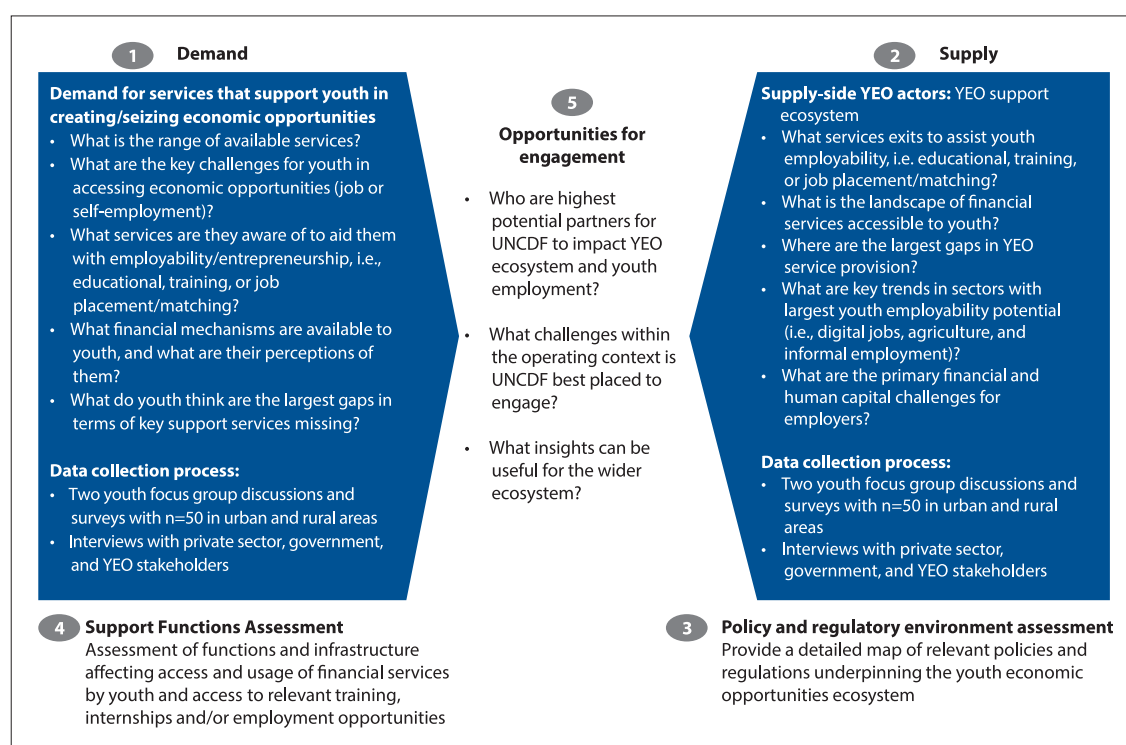 1 Demand
Demand for services that support youth in
creating/seizing economic opportunities
• What is the range of available services?
• What are the key challenges for youth in
accessing economic opportunities (job or
self-employment)?
• What services are they aware of to aid them
with employability/entrepreneurship, i.e.,
educational, training, or job
placement/matching?
• What financial mechanisms are available to
youth, and what are their perceptions of
them?
• What do youth think are the largest gaps in
terms of key support services missing?
Data collection process:
• Two youth focus group discussions and
surveys with n=50 in urban and rural areas
• Interviews with private sector, government,
and YEO stakeholders
5
Opportunities for
engagement
• Who are highest
potential partners for
UNCDF to impact YEO
ecosystem and youth
employment?
• What challenges within
the operating context is
UNCDF best placed to
engage?
• What insights can be
useful for the wider
ecosystem?
2 Supply
Supply-side YEO actors: YEO support
ecosystem
• What services exits to assist youth
employability, i.e. educational, training,
or job placement/matching?
• What is the landscape of financial
services accessible to youth?
• Where are the largest gaps in YEO
service provision?
• What are key trends in sectors with
largest youth employability potential
(i.e., digital jobs, agriculture, and
informal employment)?
• What are the primary financial and
human capital challenges for
employers?
Data collection process:
• Two youth focus group discussions and
surveys with n=50 in urban and rural
areas
• Interviews with private sector,
government, and YEO stakeholders
4 Support Functions Assessment
Assessment of functions and infrastructure
affecting access and usage of financial services
by youth and access to relevant training,
internships and/or employment opportunities
3 Policy and regulatory environment assessment
Provide a detailed map of relevant policies and
regulations underpinning the youth economic
opportunities ecosystem